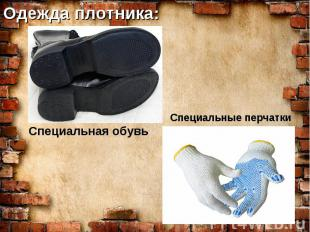 Одежда плотника:
Специальные перчатки
Специальная обувь